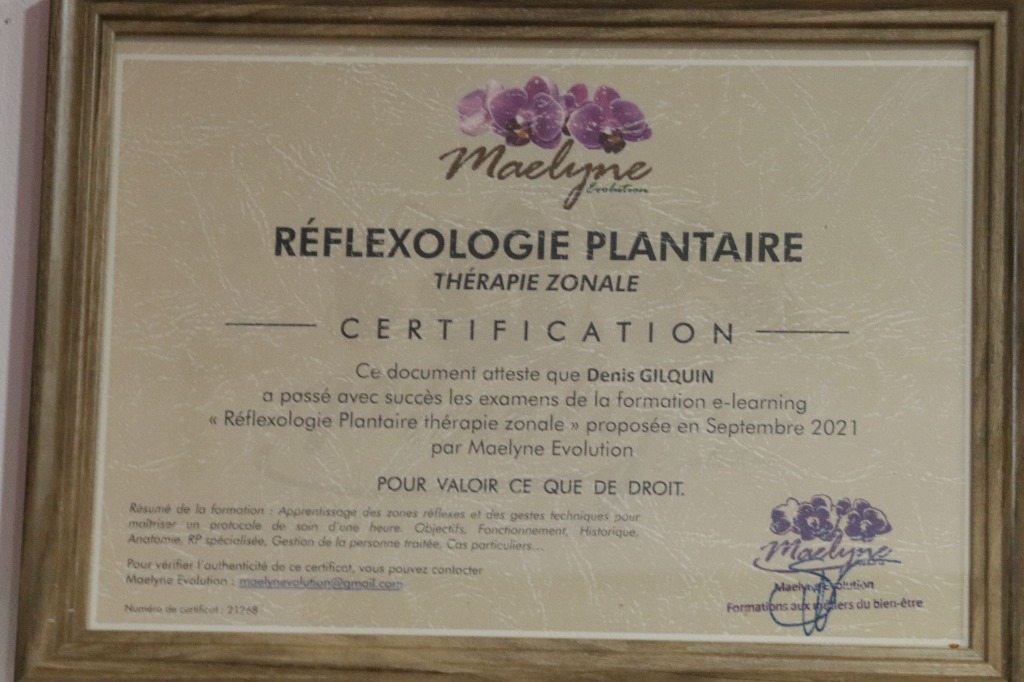 Maelyne
Evolution
RÉFLEXOLOGIE PLANTAIRE
THÉRAPIE ZONALE
CERTIFICATION
Ce document atteste que Denis GILQUIN
a passé avec succès les examens de la formation e-learning
« Réflexologie Plantaire thérapie zonale » proposée en Septembre 2021
par Maelyne Evolution
POUR VALOIR CE QUE DE DROIT.
Résumé de la formation : Apprentissage des zones réflexes et des gestes techniques pour
maîtriser un protocole de soin d'une heure. Objectifs, Fonctionnement, Historique,
Anatomie, RP spécialisée, Gestion de la personne traitée, Cas particuliers...
Pour vérifier l'authenticité de ce certificat, vous pouvez contacter
Maelyne Evolution : maelynevolution@gmail.com
Numéro de certificat : 21268
Maelyne
Maelyne Evolution
Formations aux métiers du bien-être